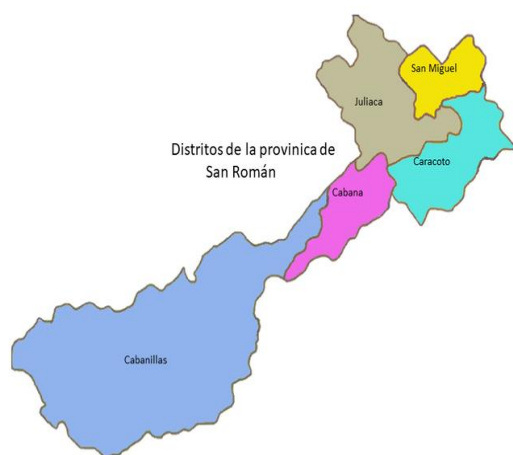 San Miguel
Juliaca
Distritos de la provinica de
San Román
Caracoto
Cabana
Cabanillas